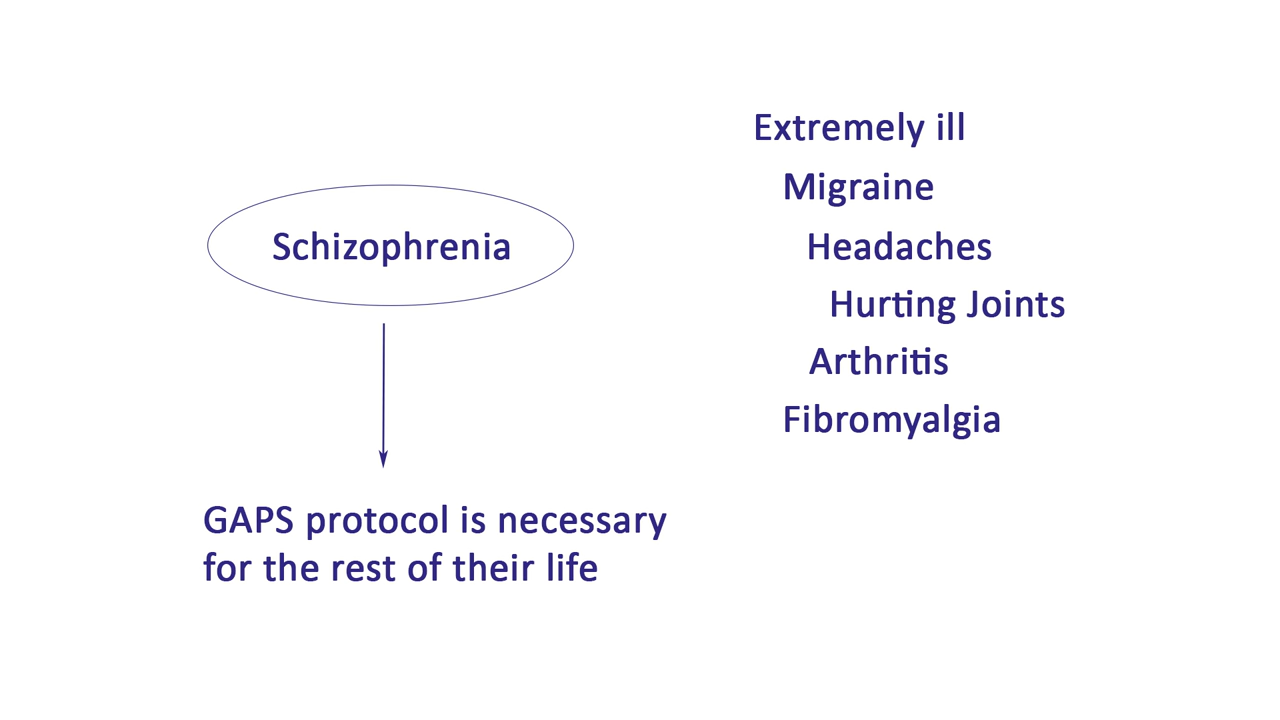 Schizophrenia
GAPS protocol is necessary
for the rest of their life
Extremely ill
Migraine
Headaches
Hurting Joints
Arthritis
Fibromyalgia